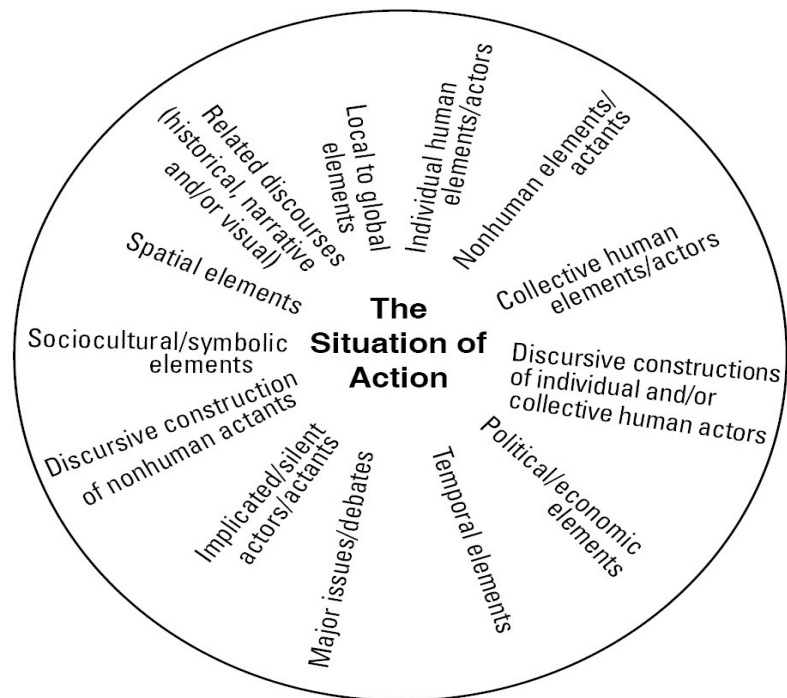 The
Situation of
Action
Individual human
elements/actors
Nonhuman elements/
actants
Collective human
elements/actors
Discursive constructions
of individual and/or
collective human actors
Political/economic
elements
Temporal elements
Major issues/debates
Implicated/silent
actors/actants
Discursive construction
of nonhuman actants
Sociocultural/symbolic
elements
Spatial elements
Related discourses
(historical, narrative
and/or visual)
Local to global
elements